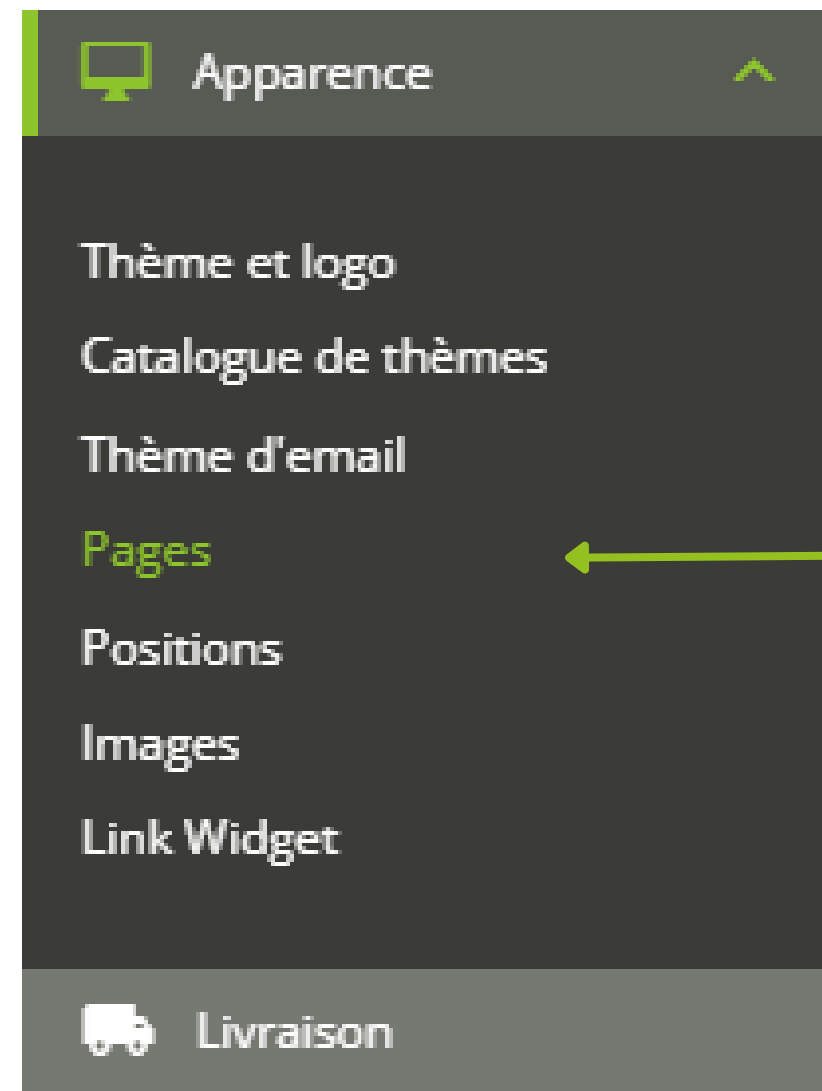 Apparence
Thème et logo
Catalogue de thèmes
Thème d'email
Pages
Positions
Images
Link Widget
Livraison